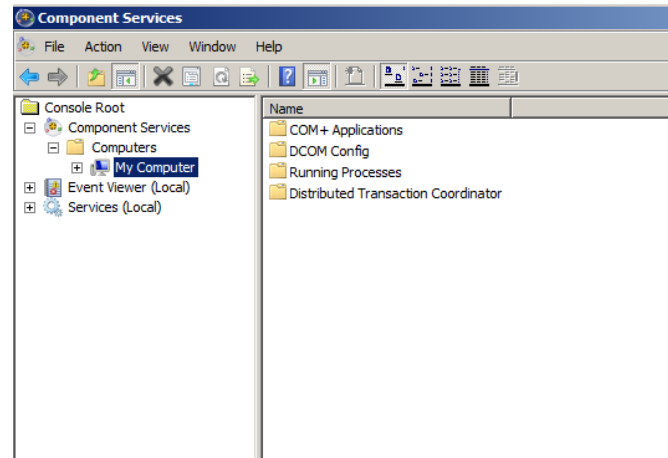 Component Services
File Action View Window Help
Console Root
Component Services
Computers
My Computer
Event Viewer (Local)
Services (Local)
Name
COM+ Applications
DCOM Config
Running Processes
Distributed Transaction Coordinator